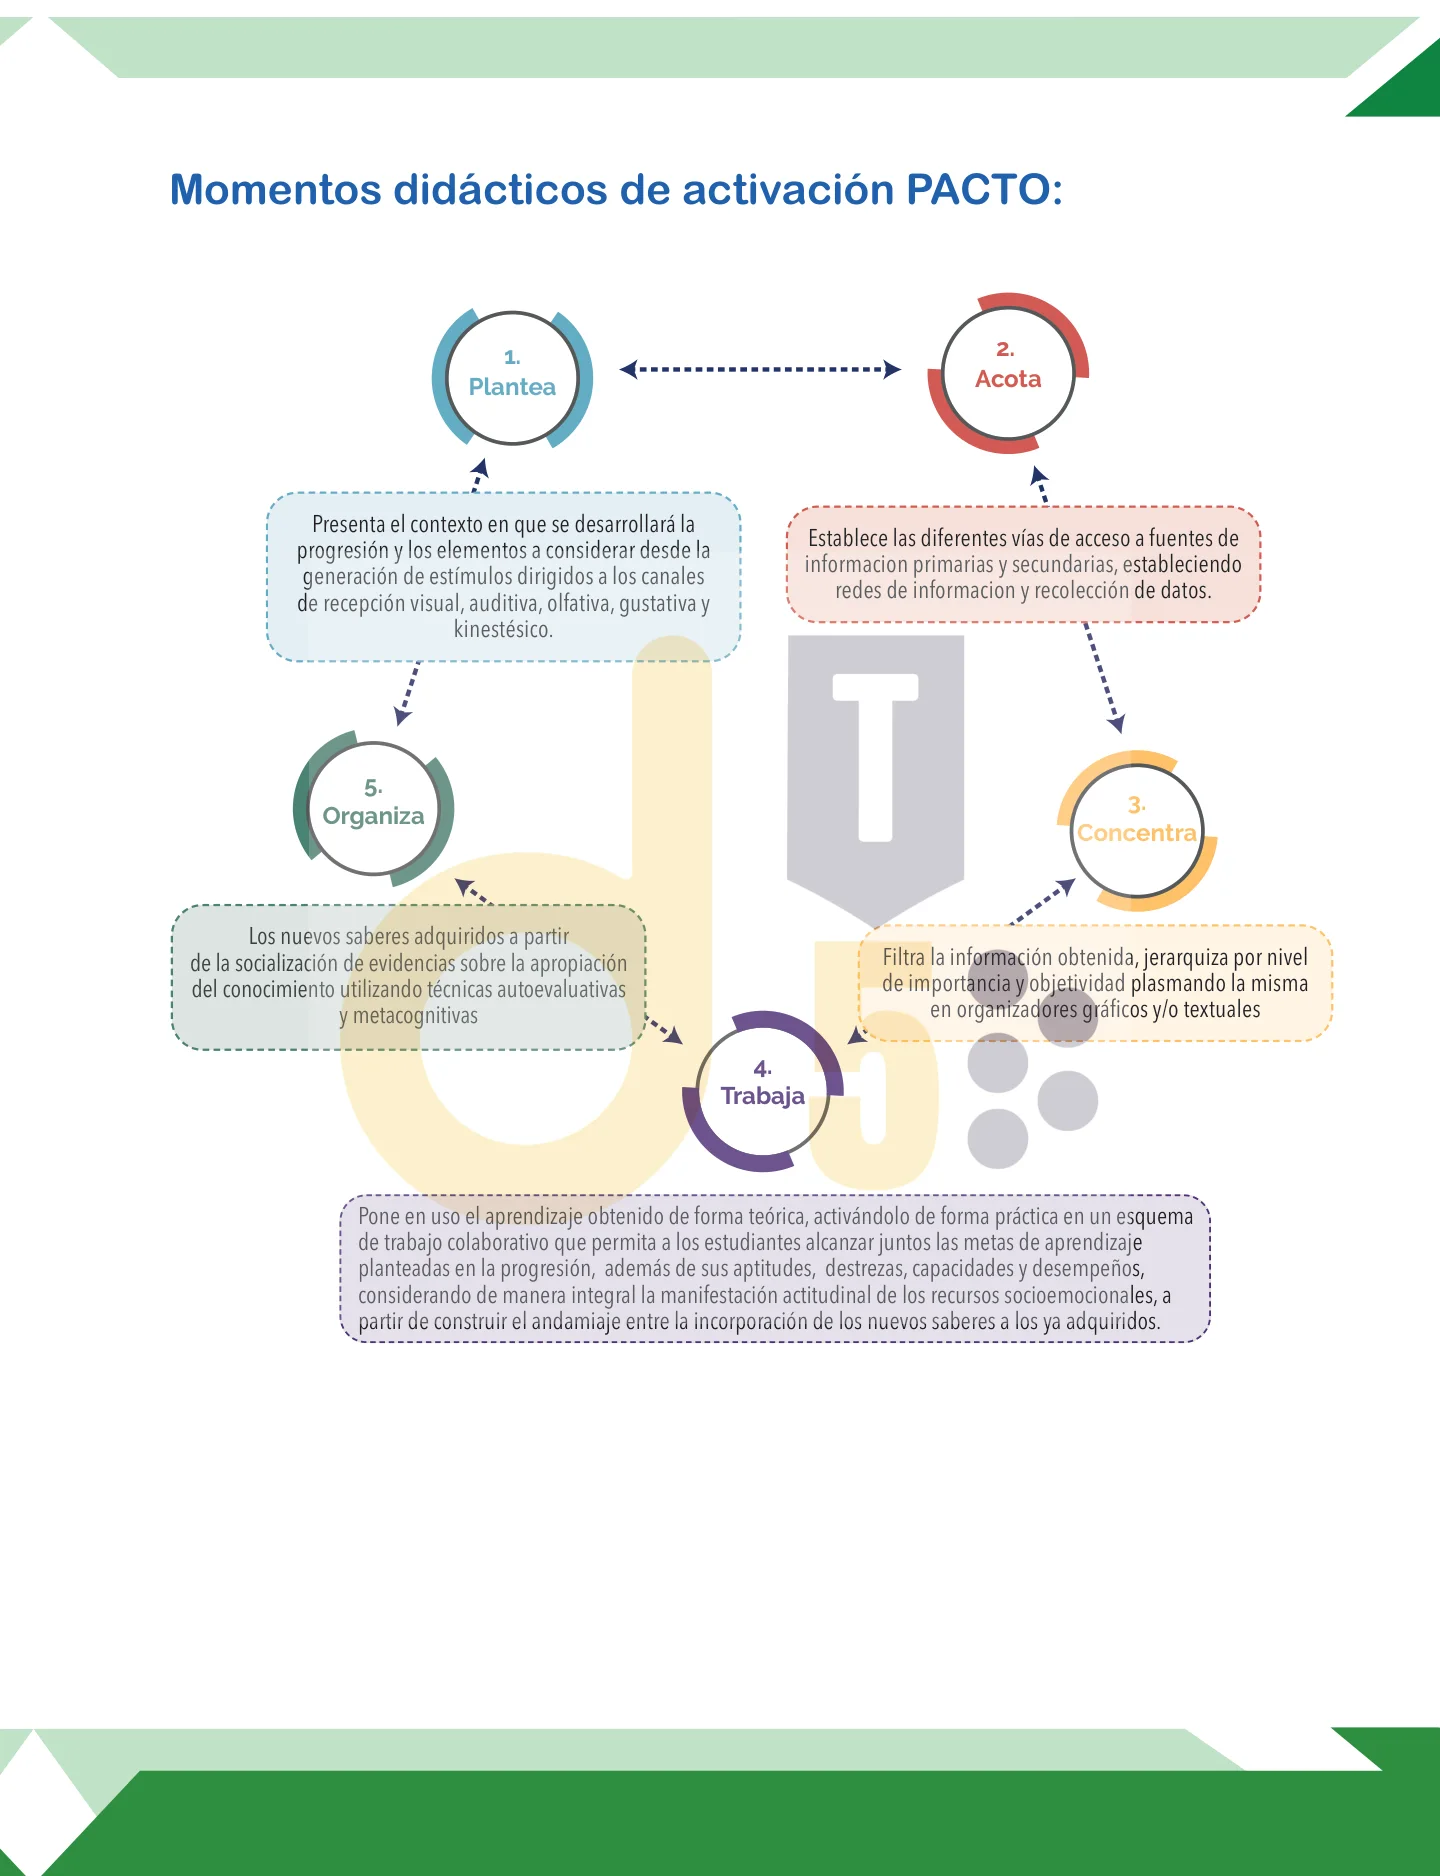 Momentos didácticos de activación PACTO:
1.
Plantea
2.
Acota
Presenta el contexto en que se desarrollará la
progresión y los elementos a considerar desde la
generación de estímulos dirigidos a los canales
de recepción visual, auditiva, olfativa, gustativa y
kinestésico.
Establece las diferentes vías de acceso a fuentes de
informacion primarias y secundarias, estableciendo
redes de informacion y recolección de datos.
5.
Organiza
3.
Concentra
Los nuevos saberes adquiridos a partir
de la socialización de evidencias sobre la apropiación
del conocimiento utilizando técnicas autoevaluativas
y metacognitivas
Filtra la información obtenida, jerarquiza por nivel
de importancia y objetividad plasmando la misma
en organizadores gráficos y/o textuales
4.
Trabaja
Pone en uso el aprendizaje obtenido de forma teórica, activándolo de forma práctica en un esquema
de trabajo colaborativo que permita a los estudiantes alcanzar juntos las metas de aprendizaje
planteadas en la progresión, además de sus aptitudes, destrezas, capacidades y desempeños,
considerando de manera integral la manifestación actitudinal de los recursos socioemocionales, a
partir de construir el andamiaje entre la incorporación de los nuevos saberes a los ya adquiridos.
d T 5